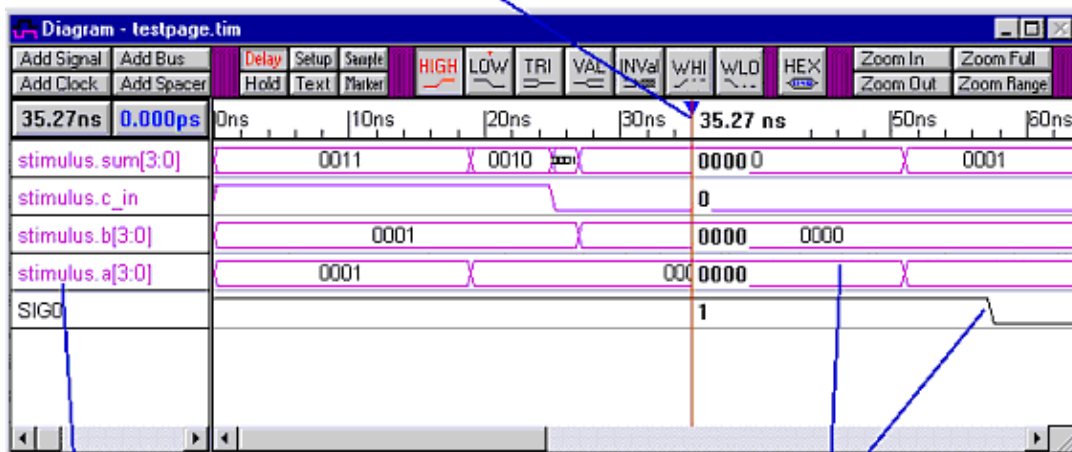 Diagram - testpage.tim
Add Signal Add Bus Delay Setup Sample HIGH LOW TRI VAL INVal WHI WLO HEX Zoom In Zoom Full
Add Clock Add Spacer Hold Text Marker Zoom Out Zoom Range
35.27ns 0.000ps 0ns 10ns 20ns 30ns 35.27 ns 50ns 60ns
stimulus.sum[3:0] 0011 0010 0000 0 0001
stimulus.c_in 0
stimulus.b[3:0] 0001 0000 0000
stimulus.a[3:0] 0001 000 0000
SIG0 1